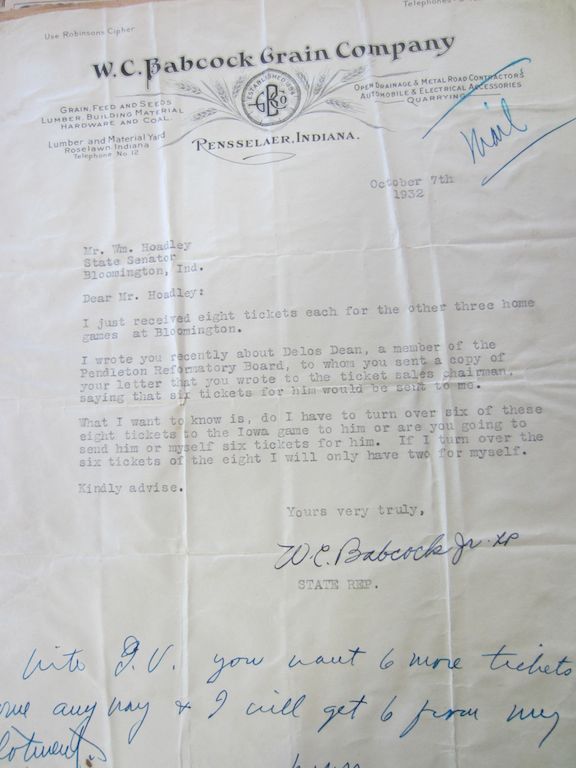 Use Robinsons Cipher
Telephones
W.C. Babcock Grain Company
ESTABLISHED
GRAIN, FEED AND SEEDS
LUMBER, BUILDING MATERIAL
HARDWARE AND COAL
Lumber and Material Yard
Roselawn, Indiana
Telephone No. 12
OPEN DRAINAGE & METAL ROAD CONTRACTORS
AUTOMOBILE & ELECTRICAL ACCESSORIES
QUARRYING
RENSSELAER, INDIANA.
Mail
October 7th
1932
Mr. Wm. Hoadley
State Senator
Bloomington, Ind.
Dear Mr. Hoadley:
I just received eight tickets each for the other three home
games at Bloomington.
I wrote you recently about Delos Dean, a member of the
Pendleton Reformatory Board, to whom you sent a copy of
your letter that you wrote to the ticket sales chairman,
saying that six tickets for him would be sent to me.
What I want to know is, do I have to turn over six of these
eight tickets to the Iowa game to him or are you going to
send him or myself six tickets for him. If I turn over the
six tickets of the eight I will only have two for myself.
Kindly advise.
Yours very truly,
W.C. Babcock Jr.
STATE REP.
you want 6 more tickets
any way & I will get 6 from my